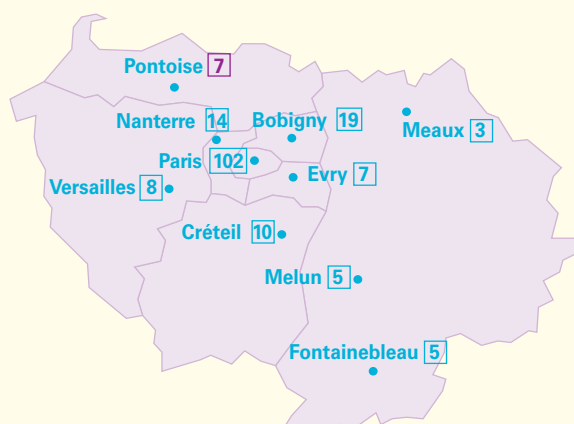 Pontoise 7
Nanterre 14
Bobigny 19
Meaux 3
Paris 102
Evry 7
Versailles 8
Créteil 10
Melun 5
Fontainebleau 5